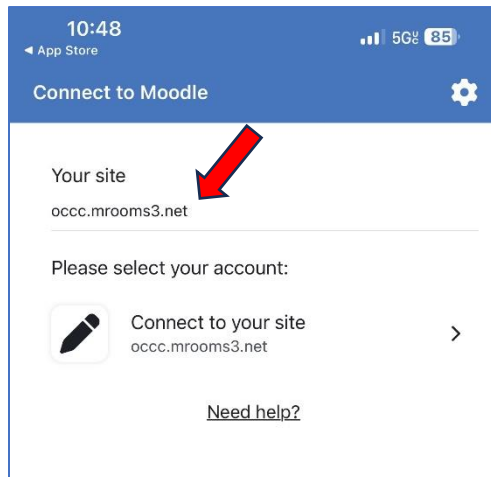 10:48
◀ App Store
5G 85
Connect to Moodle
Your site
occc.mrooms3.net
Please select your account:
Connect to your site
occc.mrooms3.net
Need help?